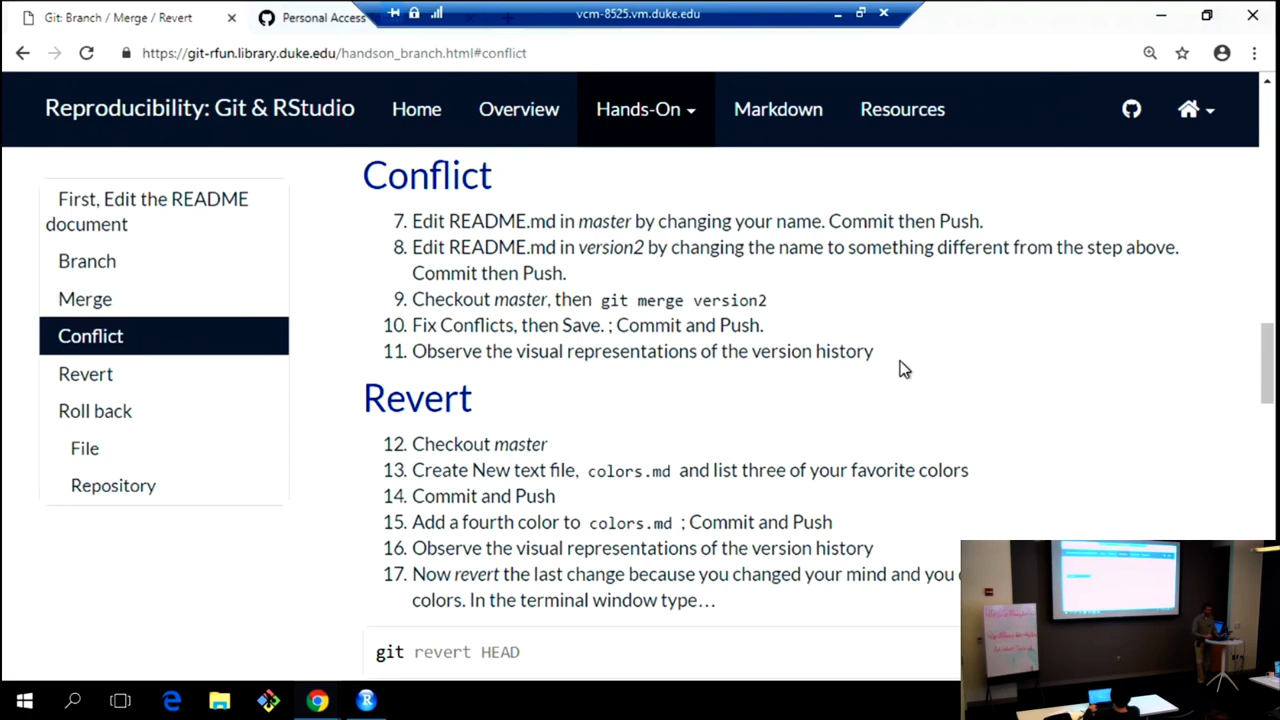 Git: Branch / Merge / Revert
Personal Access
vcm-8525.vm.duke.edu
https://git-rfun.library.duke.edu/handson_branch.html#conflict
Reproducibility: Git & RStudio
Home
Overview
Hands-On
Markdown
Resources
First, Edit the README
document
Branch
Merge
Conflict
Revert
Roll back
File
Repository
Conflict
7. Edit README.md in master by changing your name. Commit then Push.
8. Edit README.md in version2 by changing the name to something different from the step above.
Commit then Push.
9. Checkout master, then git merge version2
10. Fix Conflicts, then Save. ; Commit and Push.
11. Observe the visual representations of the version history
Revert
12. Checkout master
13. Create New text file, colors.md and list three of your favorite colors
14. Commit and Push
15. Add a fourth color to colors.md ; Commit and Push
16. Observe the visual representations of the version history
17. Now revert the last change because you changed your mind and you
colors. In the terminal window type…
git revert HEAD